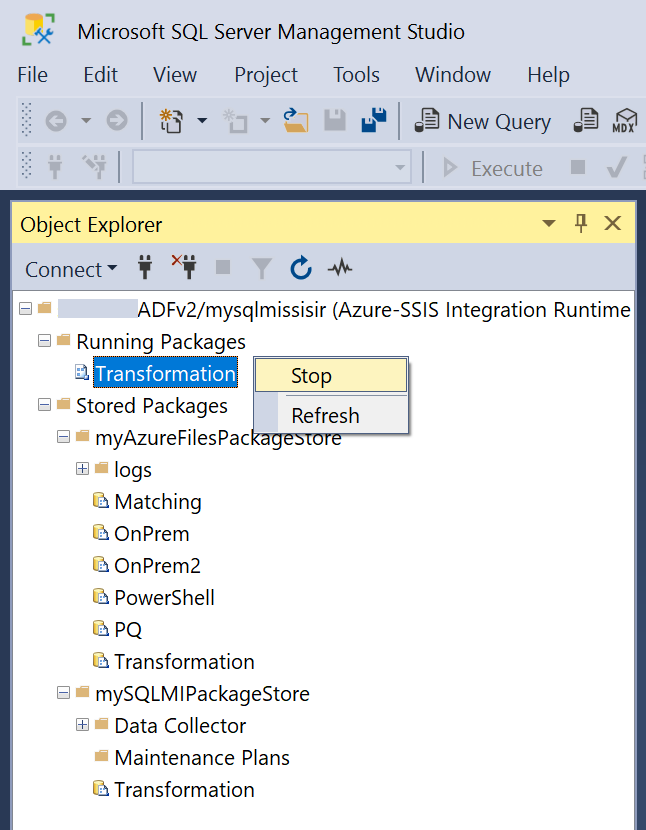 Microsoft SQL Server Management Studio
File Edit View Project Tools Window Help
New Query MDX
Execute
Object Explorer
Connect
ADFv2/mysqlmissisir (Azure-SSIS Integration Runtime
Running Packages
Transformation
Stop
Stored Packages
Refresh
myAzureFilesPackageStore
logs
Matching
OnPrem
OnPrem2
PowerShell
PQ
Transformation
mySQLMIPackageStore
Data Collector
Maintenance Plans
Transformation